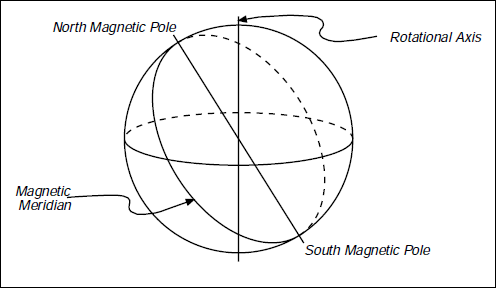 North Magnetic Pole
Rotational Axis
Magnetic
Meridian
South Magnetic Pole